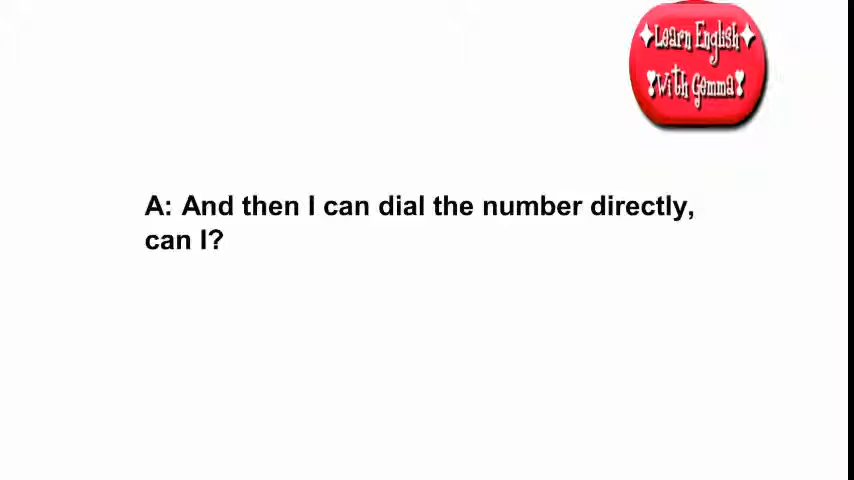 ✦Learn English✦
❣With Gemma❣
A: And then I can dial the number directly,
can I?